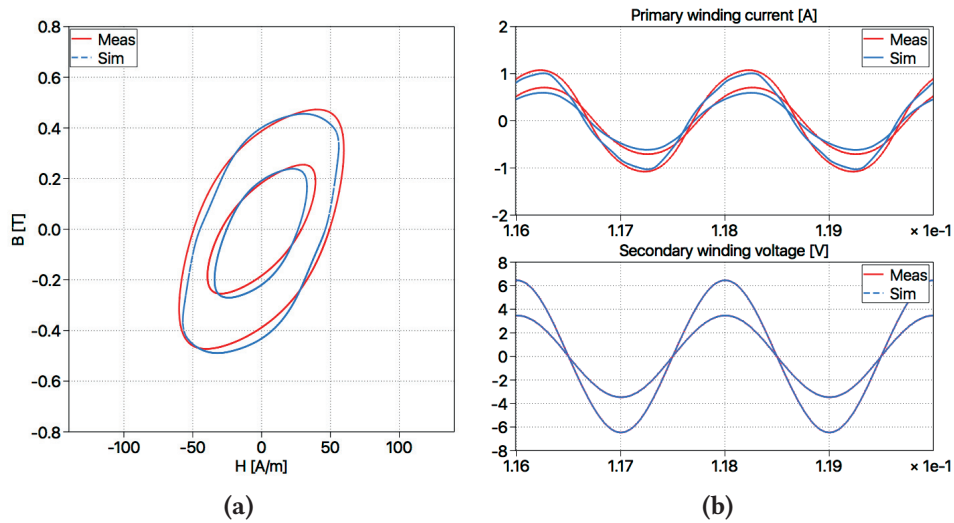 0.8
0.6
0.4
0.2
0.0
-0.2
-0.4
-0.6
-0.8
B [T]
Meas
Sim
-100
-50
0
50
100
H [A/m]
(a)
Primary winding current [A]
2
1
0
-1
-2
Meas
Sim
1.16
1.17
1.18
1.19
× 1e-1
Secondary winding voltage [V]
8
6
4
2
0
-2
-4
-6
-8
Meas
Sim
1.16
1.17
1.18
1.19
× 1e-1
(b)